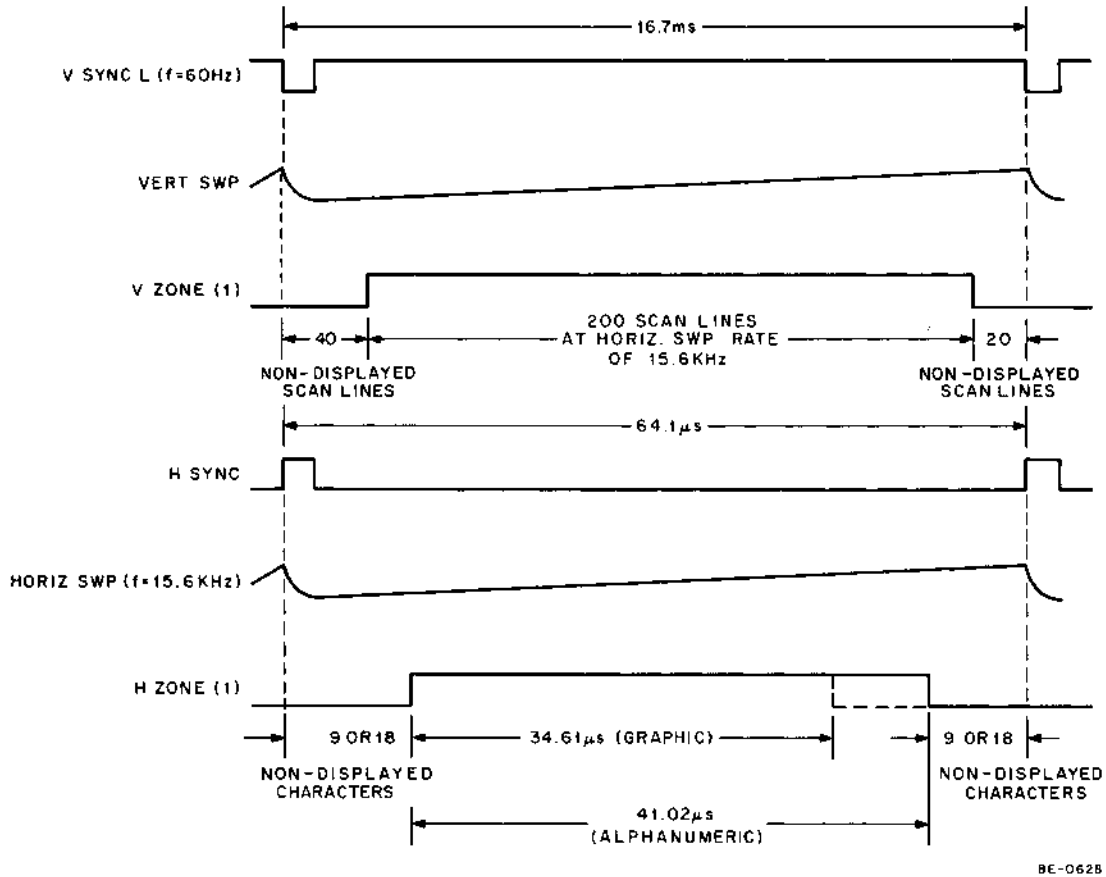 16.7ms
V SYNC L (f=60Hz)
VERT SWP
V ZONE (1)
40
200 SCAN LINES
AT HORIZ. SWP RATE
OF 15.6KHz
20
NON-DISPLAYED
SCAN LINES
NON-DISPLAYED
SCAN LINES
64.1μs
H SYNC
HORIZ SWP (f=15.6KHz)
H ZONE (1)
9 OR 18
34.61μs (GRAPHIC)
9 OR 18
NON-DISPLAYED
CHARACTERS
NON-DISPLAYED
CHARACTERS
41.02μs
(ALPHANUMERIC)
BE-0628